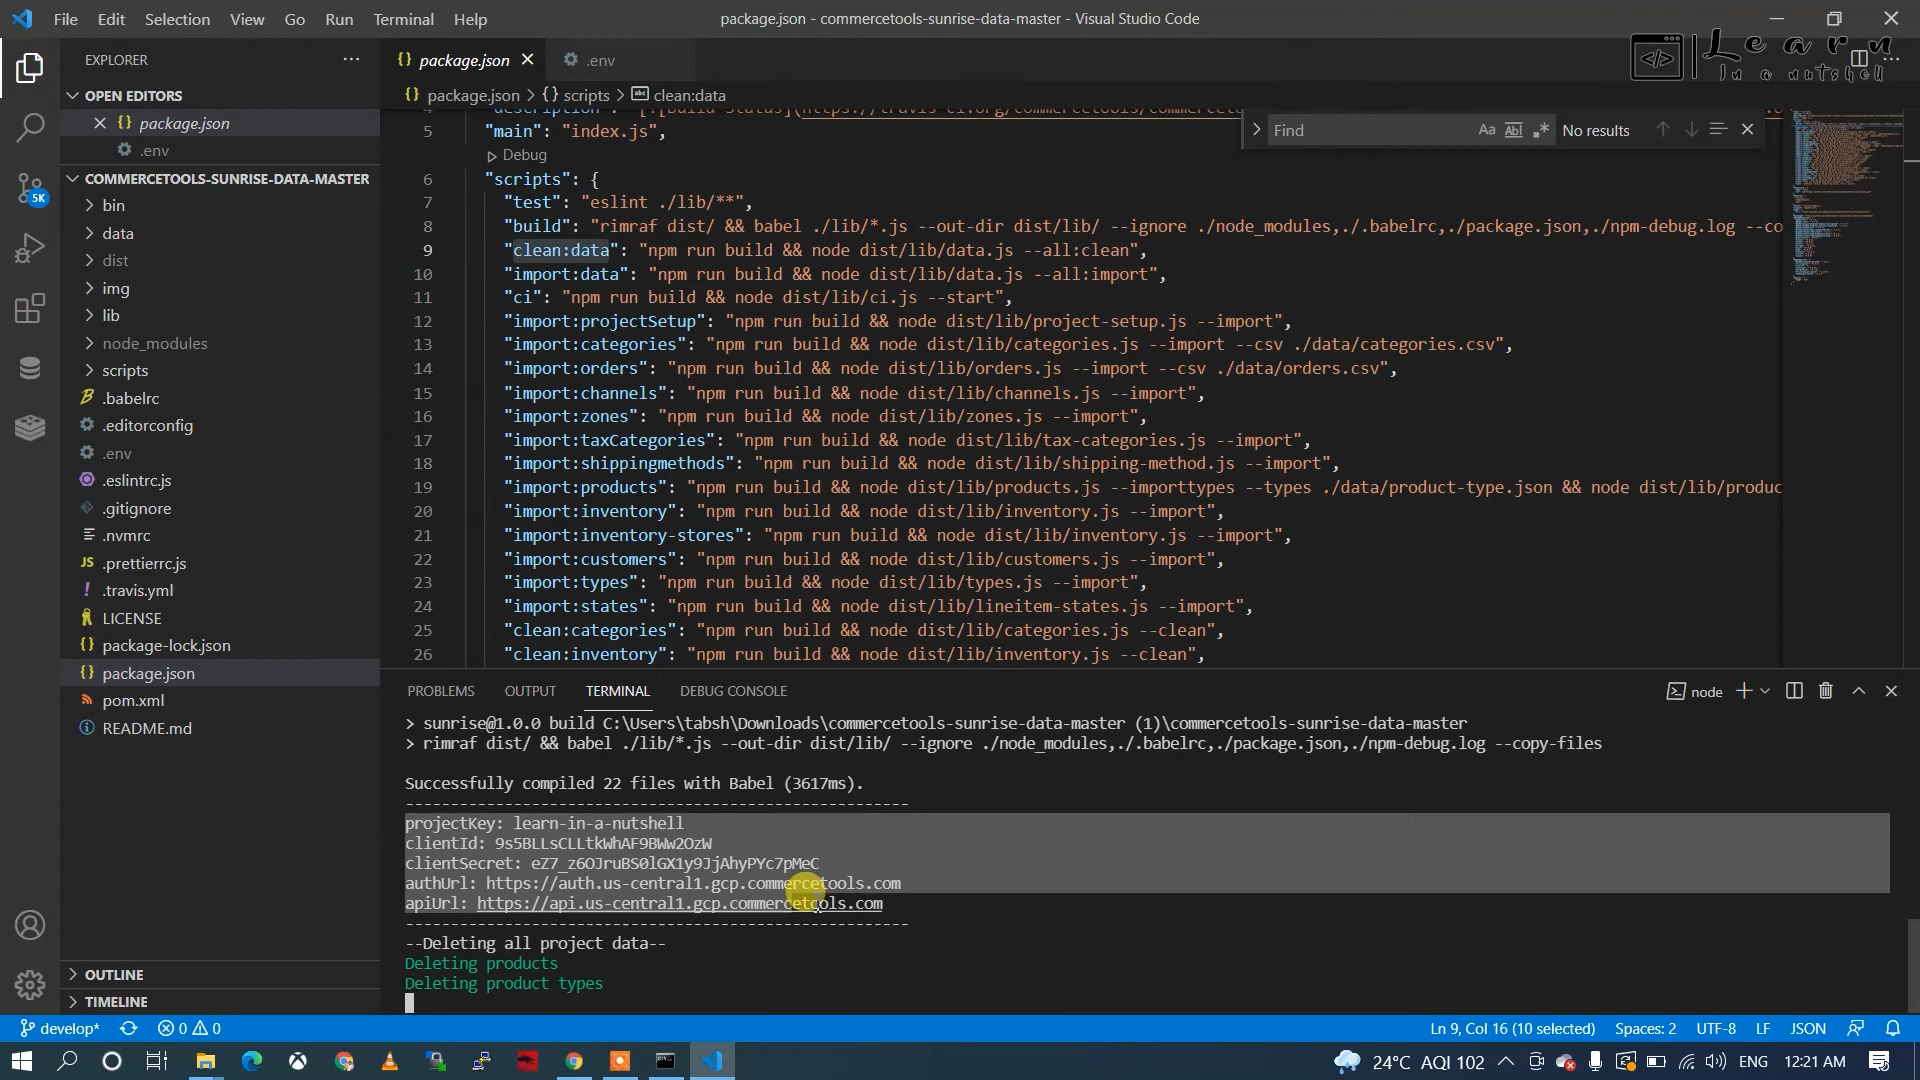 File Edit Selection View Go Run Terminal Help
package.json - commercetools-sunrise-data-master - Visual Studio Code
Learn
In a nutshell
EXPLORER
OPEN EDITORS
package.json
.env
COMMERCETOOLS-SUNRISE-DATA-MASTER
5K
bin
data
dist
img
lib
node_modules
scripts
.babelrc
.editorconfig
.env
.eslintrc.js
.gitignore
.nvmrc
.prettierrc.js
.travis.yml
LICENSE
package-lock.json
package.json
pom.xml
README.md
OUTLINE
TIMELINE
package.json
.env
package.json > {} scripts > clean:data
Find
Aa Abl .* No results
5 "main": "index.js",
Debug
6 "scripts": {
7 "test": "eslint ./lib/**",
8 "build": "rimraf dist/ && babel ./lib/*.js --out-dir dist/lib/ --ignore ./node_modules,./.babelrc,./package.json,./npm-debug.log --co
9 "clean:data": "npm run build && node dist/lib/data.js --all:clean",
10 "import:data": "npm run build && node dist/lib/data.js --all:import",
11 "ci": "npm run build && node dist/lib/ci.js --start",
12 "import:projectSetup": "npm run build && node dist/lib/project-setup.js --import",
13 "import:categories": "npm run build && node dist/lib/categories.js --import --csv ./data/categories.csv",
14 "import:orders": "npm run build && node dist/lib/orders.js --import --csv ./data/orders.csv",
15 "import:channels": "npm run build && node dist/lib/channels.js --import",
16 "import:zones": "npm run build && node dist/lib/zones.js --import",
17 "import:taxCategories": "npm run build && node dist/lib/tax-categories.js --import",
18 "import:shippingmethods": "npm run build && node dist/lib/shipping-method.js --import",
19 "import:products": "npm run build && node dist/lib/products.js --importtypes --types ./data/product-type.json && node dist/lib/produc
20 "import:inventory": "npm run build && node dist/lib/inventory.js --import",
21 "import:inventory-stores": "npm run build && node dist/lib/inventory.js --import",
22 "import:customers": "npm run build && node dist/lib/customers.js --import",
23 "import:types": "npm run build && node dist/lib/types.js --import",
24 "import:states": "npm run build && node dist/lib/lineitem-states.js --import",
25 "clean:categories": "npm run build && node dist/lib/categories.js --clean",
26 "clean:inventory": "npm run build && node dist/lib/inventory.js --clean",
PROBLEMS OUTPUT TERMINAL DEBUG CONSOLE
node
> sunrise@1.0.0 build C:\Users\tabsh\Downloads\commercetools-sunrise-data-master (1)\commercetools-sunrise-data-master
> rimraf dist/ && babel ./lib/*.js --out-dir dist/lib/ --ignore ./node_modules,./.babelrc,./package.json,./npm-debug.log --copy-files
Successfully compiled 22 files with Babel (3617ms).
--------------------------------------------------------
projectKey: learn-in-a-nutshell
clientId: 9s5BLLsCLLtkWhAF9BWw2OzW
clientSecret: eZ7_z6OJruBS0lGX1y9JjAhyPYc7pMeC
authUrl: https://auth.us-central1.gcp.commercetools.com
apiUrl: https://api.us-central1.gcp.commercetools.com
--------------------------------------------------------
--Deleting all project data--
Deleting products
Deleting product types
develop* 0 0
Ln 9, Col 16 (10 selected) Spaces: 2 UTF-8 LF JSON
24°C AQI 102 ENG 12:21 AM